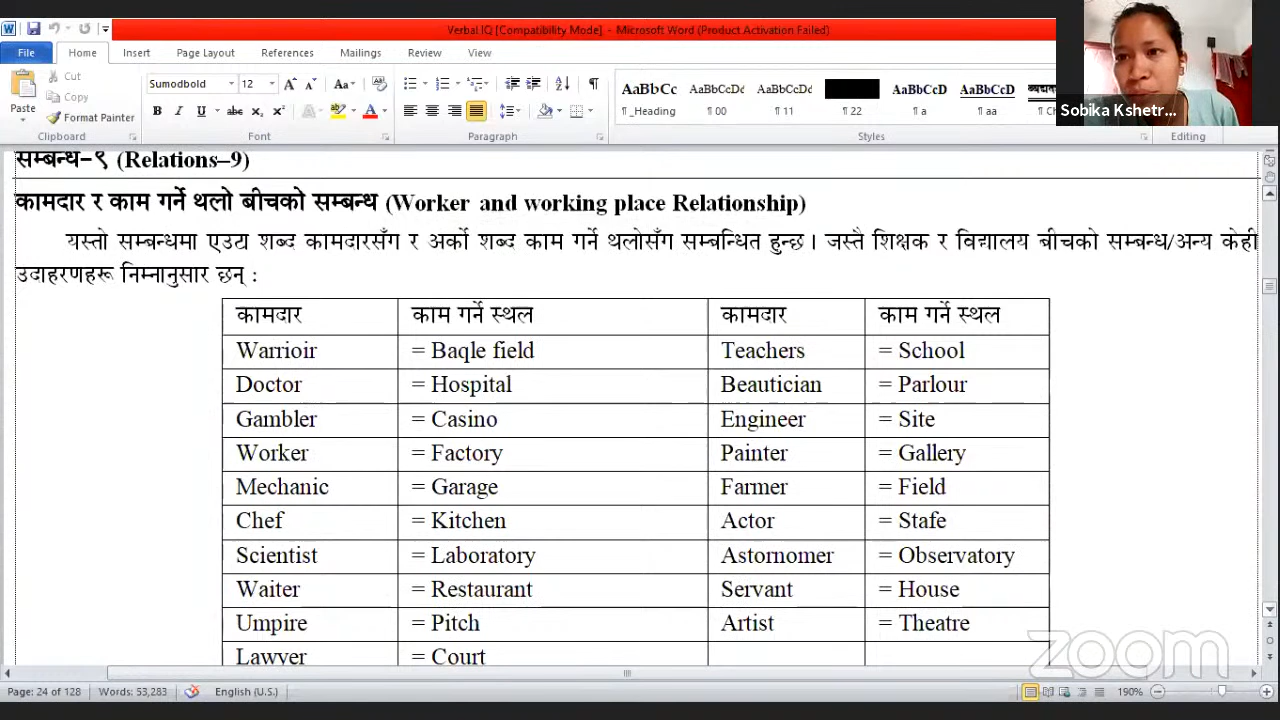 Verbal IQ [Compatibility Mode] - Microsoft Word (Product Activation Failed)
File Home Insert Page Layout References Mailings Review View
Cut
Copy
Paste
Format Painter
Sumodbold 12
AaBbCc AaBbCcDc AaBbCcDc AaBbCcD AaBbCcD
¶ _Heading ¶ 00 ¶ 11 ¶ 22 ¶ a ¶ aa
Clipboard Font Paragraph Styles Editing
Sobika Kshetr...
सम्बन्ध-९ (Relations–9)
कामदार र काम गर्ने थलो बीचको सम्बन्ध (Worker and working place Relationship)
यस्तो सम्बन्धमा एउटा शब्द कामदारसँग र अर्को शब्द काम गर्ने थलोसँग सम्बन्धित हुन्छ। जस्तै शिक्षक र विद्यालय बीचको सम्बन्ध/अन्य केही
उदाहरणहरू निम्नानुसार छन् :
कामदार काम गर्ने स्थल कामदार काम गर्ने स्थल
Warrioir = Baqle field Teachers = School
Doctor = Hospital Beautician = Parlour
Gambler = Casino Engineer = Site
Worker = Factory Painter = Gallery
Mechanic = Garage Farmer = Field
Chef = Kitchen Actor = Stafe
Scientist = Laboratory Astornomer = Observatory
Waiter = Restaurant Servant = House
Umpire = Pitch Artist = Theatre
Lawyer = Court
zoom
Page: 24 of 128 Words: 53,283 English (U.S.) 190%